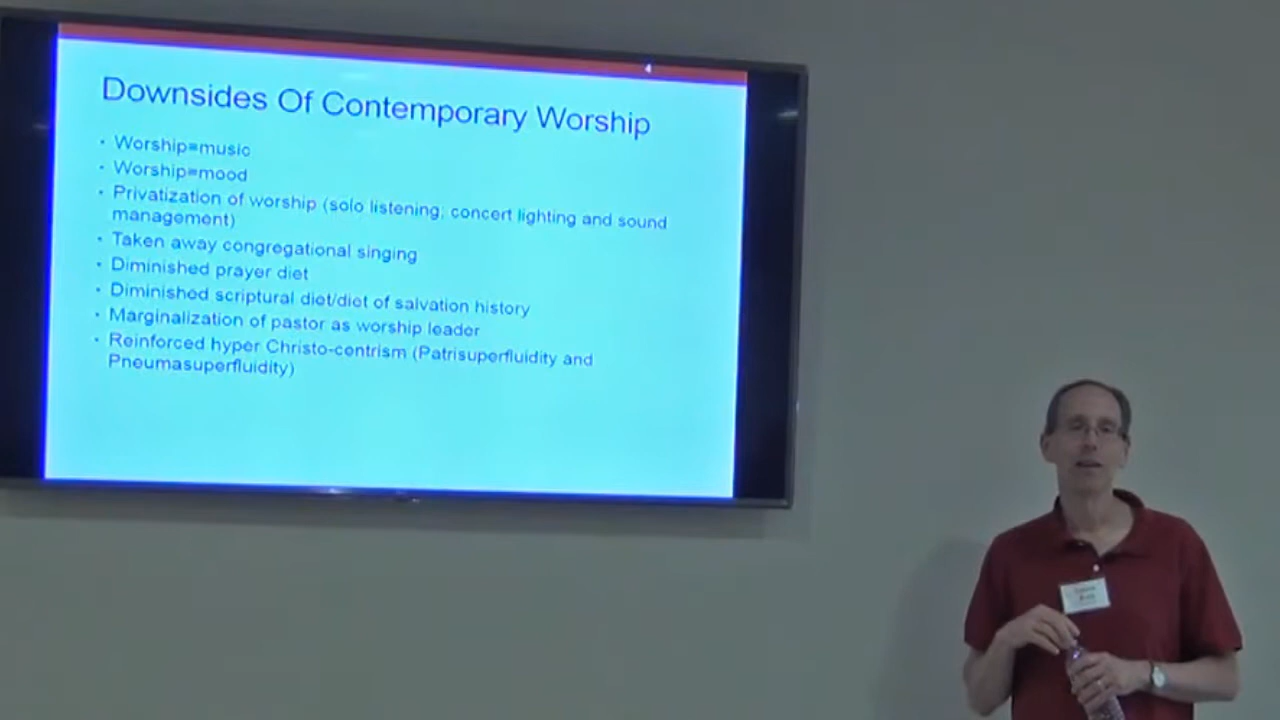 Downsides Of Contemporary Worship
• Worship=music
• Worship=mood
• Privatization of worship (solo listening; concert lighting and sound
management)
• Taken away congregational singing
• Diminished prayer diet
• Diminished scriptural diet/diet of salvation history
• Marginalization of pastor as worship leader
• Reinforced hyper Christo-centrism (Patrisuperfluidity and
Pneumasuperfluidity)